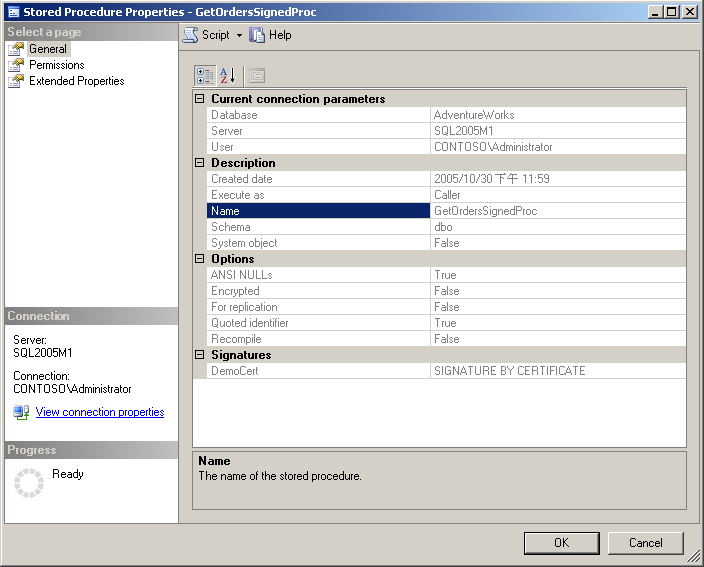 Stored Procedure Properties - GetOrdersSignedProc
Select a page
General
Permissions
Extended Properties
Script
Help
Current connection parameters
Database AdventureWorks
Server SQL2005M1
User CONTOSO\Administrator
Description
Created date 2005/10/30 下午 11:59
Execute as Caller
Name GetOrdersSignedProc
Schema dbo
System object False
Options
ANSI NULLs True
Encrypted False
For replication False
Quoted identifier True
Recompile False
Signatures
DemoCert SIGNATURE BY CERTIFICATE
Connection
Server:
SQL2005M1
Connection:
CONTOSO\Administrator
View connection properties
Progress
Ready
Name
The name of the stored procedure.
OK
Cancel